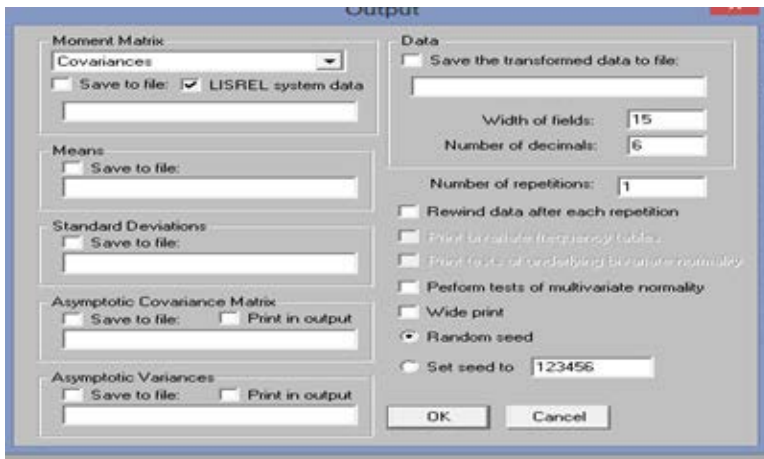 Output
Moment Matrix
Covariances
Save to file:
LISREL system data
Means
Save to file:
Standard Deviations
Save to file:
Asymptotic Covariance Matrix
Save to file:
Print in output
Asymptotic Variances
Save to file:
Print in output
Data
Save the transformed data to file:
Width of fields: 15
Number of decimals: 6
Number of repetitions: 1
Rewind data after each repetition
Print bivariate frequency tables
Print tests of underlying bivariate normality
Perform tests of multivariate normality
Wide print
Random seed
Set seed to 123456
OK
Cancel